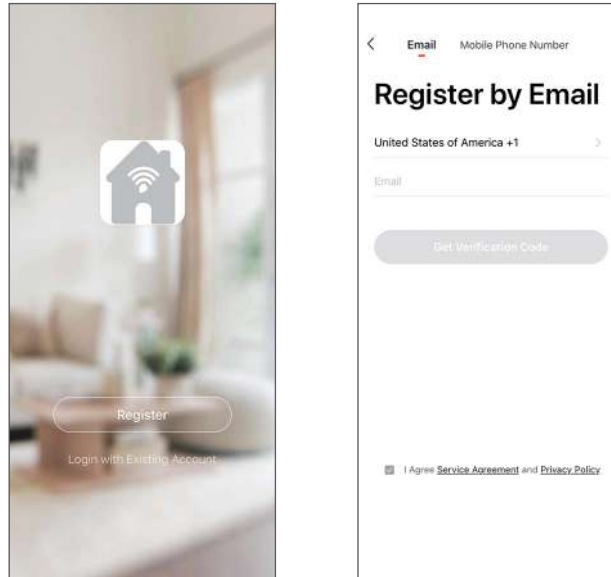 Register
Login with Existing Account
Email Mobile Phone Number
Register by Email
United States of America +1
Email
Get Verification Code
I Agree Service Agreement and Privacy Policy